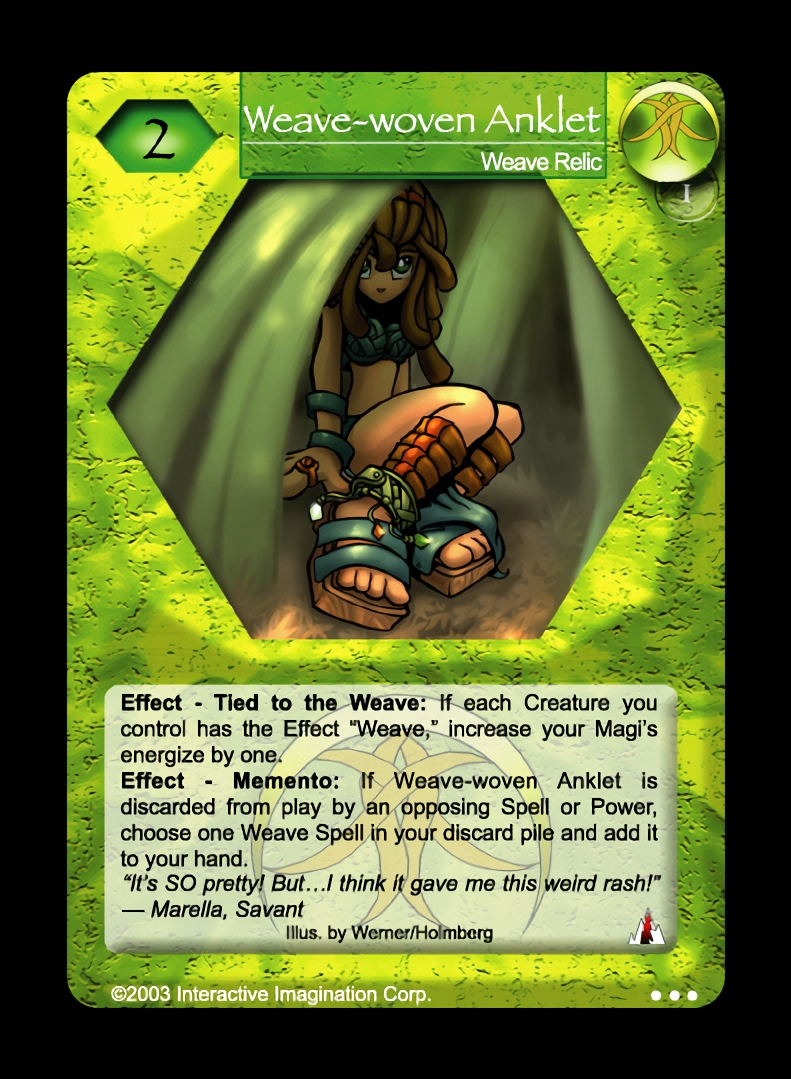 2
Weave-woven Anklet
Weave Relic
I
Effect - Tied to the Weave: If each Creature you
control has the Effect “Weave,” increase your Magi’s
energize by one.
Effect - Memento: If Weave-woven Anklet is
discarded from play by an opposing Spell or Power,
choose one Weave Spell in your discard pile and add it
to your hand.
“It’s SO pretty! But…I think it gave me this weird rash!”
— Marella, Savant
Illus. by Werner/Holmberg
©2003 Interactive Imagination Corp.